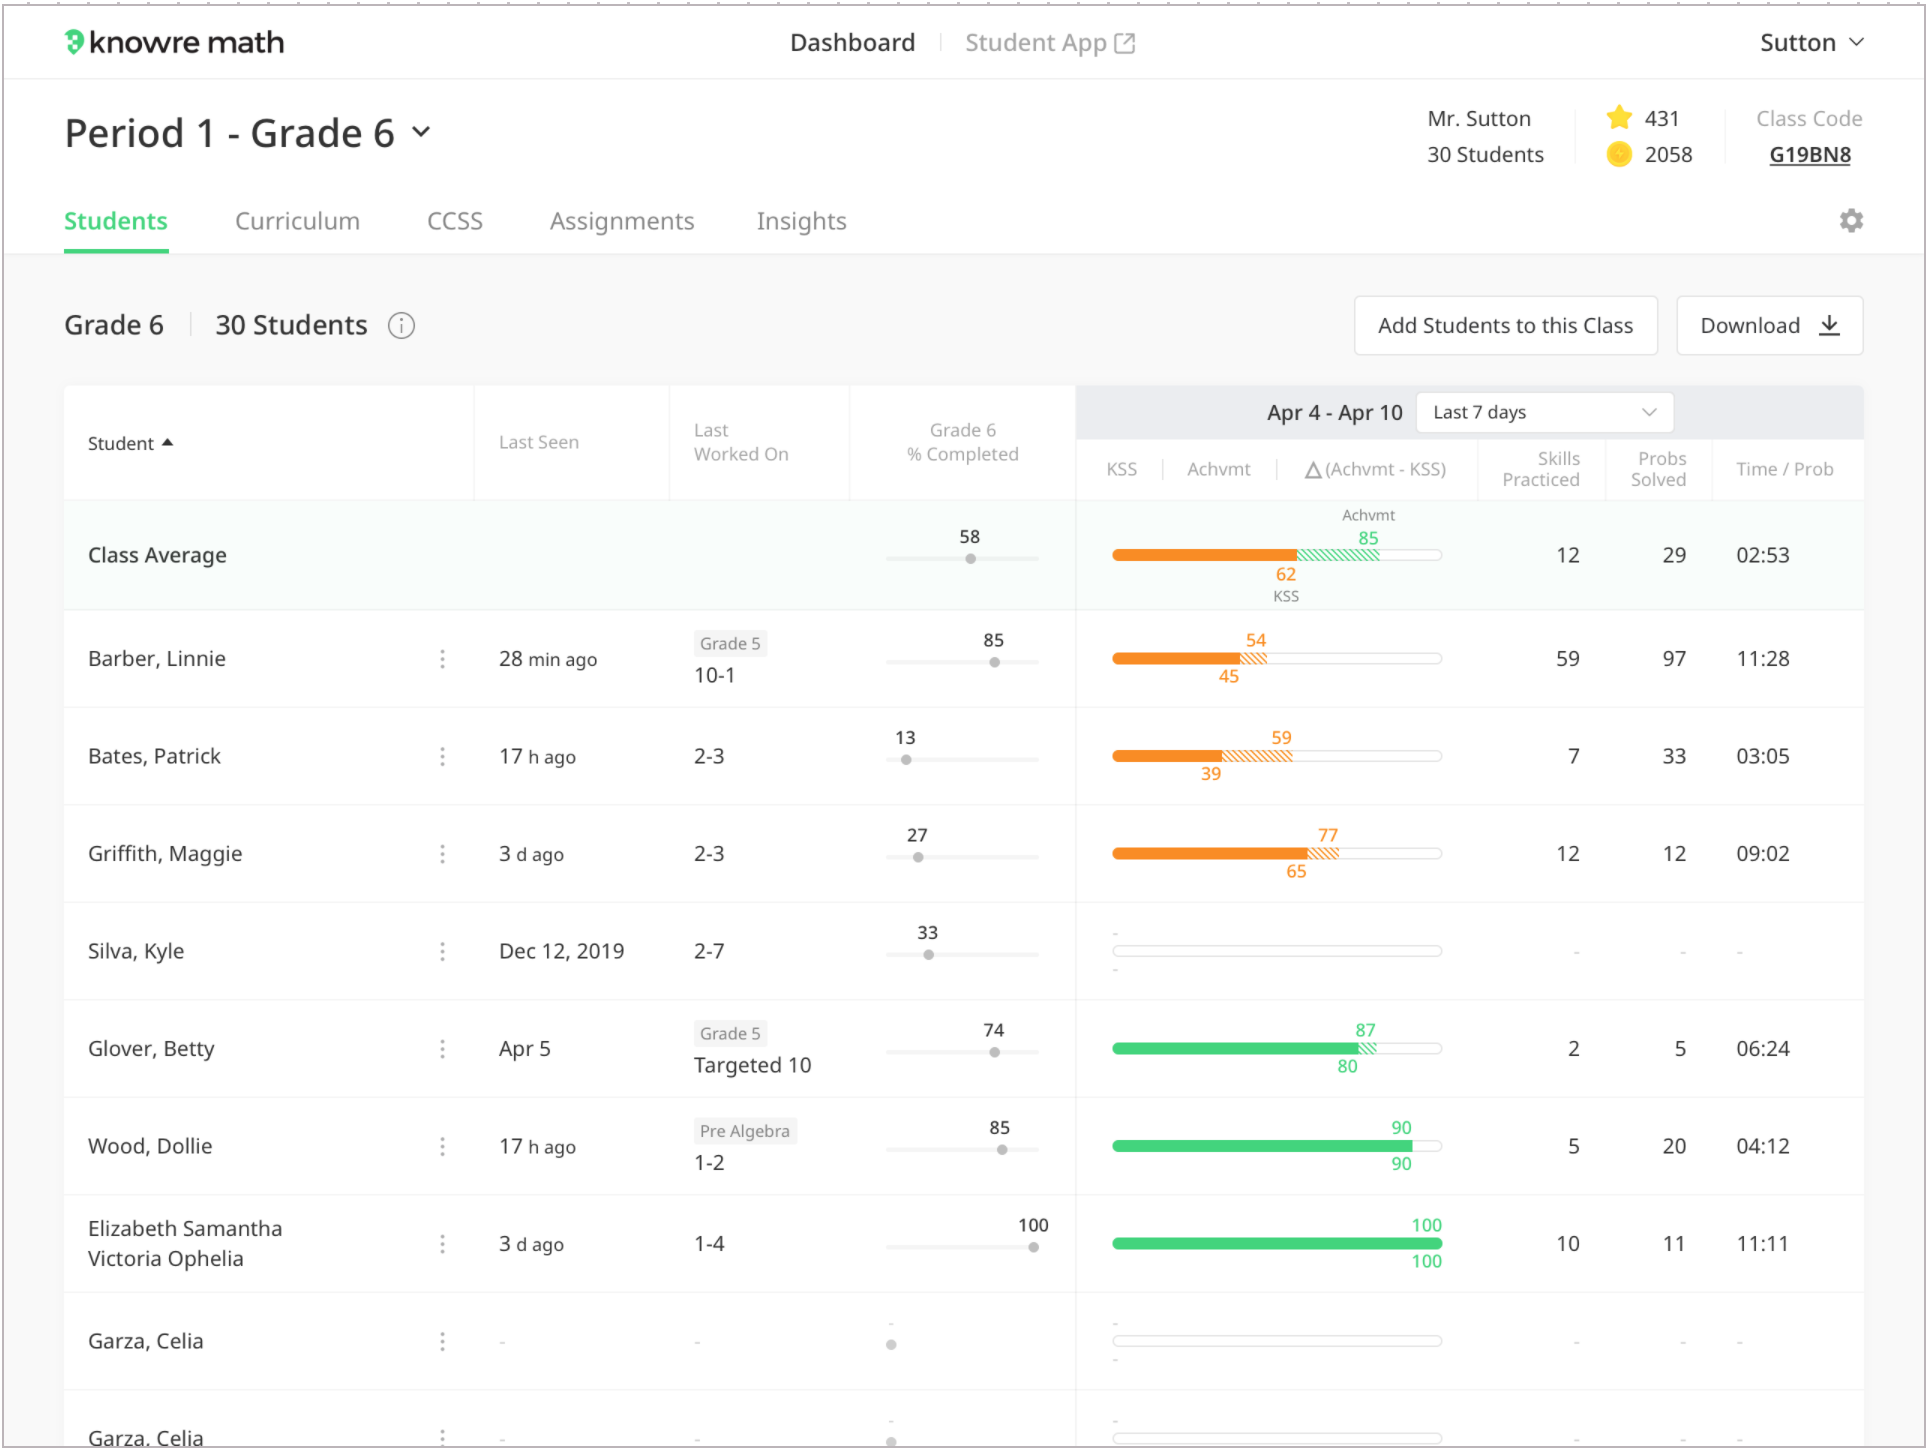 knowre math
Dashboard
Student App
Sutton
Period 1 - Grade 6
Mr. Sutton
30 Students
431
2058
Class Code
G19BN8
Students
Curriculum
CCSS
Assignments
Insights
Grade 6
30 Students
Add Students to this Class
Download
Student
Last Seen
Last
Worked On
Grade 6
% Completed
Apr 4 - Apr 10
Last 7 days
KSS
Achvmt
△(Achvmt - KSS)
Skills
Practiced
Probs
Solved
Time / Prob
Class Average
58
Achvmt
85
62
KSS
12
29
02:53
Barber, Linnie
28 min ago
Grade 5
10-1
85
54
45
59
97
11:28
Bates, Patrick
17 h ago
2-3
13
59
39
7
33
03:05
Griffith, Maggie
3 d ago
2-3
27
77
65
12
12
09:02
Silva, Kyle
Dec 12, 2019
2-7
33
-
-
-
-
-
Glover, Betty
Apr 5
Grade 5
Targeted 10
74
87
80
2
5
06:24
Wood, Dollie
17 h ago
Pre Algebra
1-2
85
90
90
5
20
04:12
Elizabeth Samantha
Victoria Ophelia
3 d ago
1-4
100
100
100
10
11
11:11
Garza, Celia
-
-
-
-
-
-
-
-
Garza, Celia
-
-
-
-
-
-
-